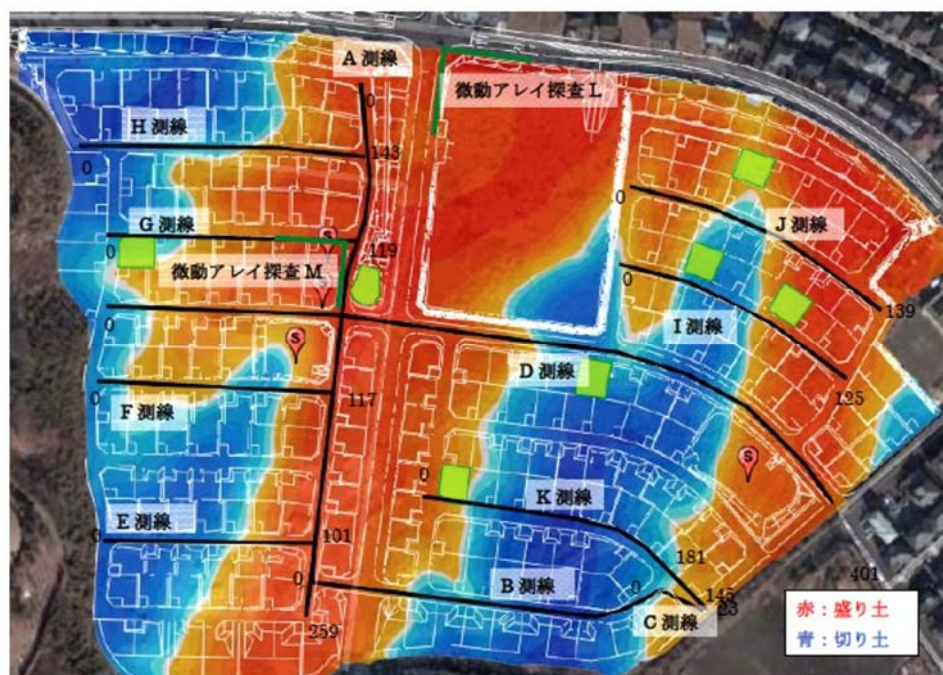 A 測線
0
微動アレイ探査 L
H 測線
0
143
G 測線
0
S
119
微動アレイ探査 M
S
0
0
J 測線
0
I 測線
139
S
D 測線
125
F 測線
0
117
S
0
K 測線
E 測線
0
101
181
0
B 測線
0
145
23
C 測線
401
259
赤：盛り土
青：切り土